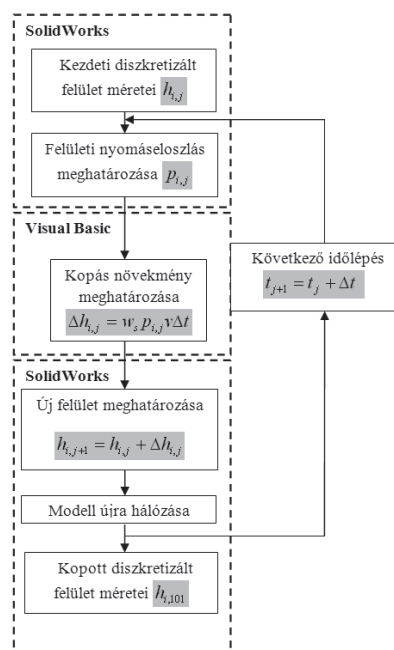 SolidWorks
Kezdeti diszkretizált
felület méretei h_{i,j}
Felületi nyomáseloszlás
meghatározása p_{i,j}
Visual Basic
Kopás növekmény
meghatározása
Δh_{i,j} = w_s p_{i,j} vΔt
Következő időlépés
t_{j+1} = t_j + Δt
SolidWorks
Új felület meghatározása
h_{i,j+1} = h_{i,j} + Δh_{i,j}
Modell újra hálózása
Kopott diszkretizált
felület méretei h_{i,101}